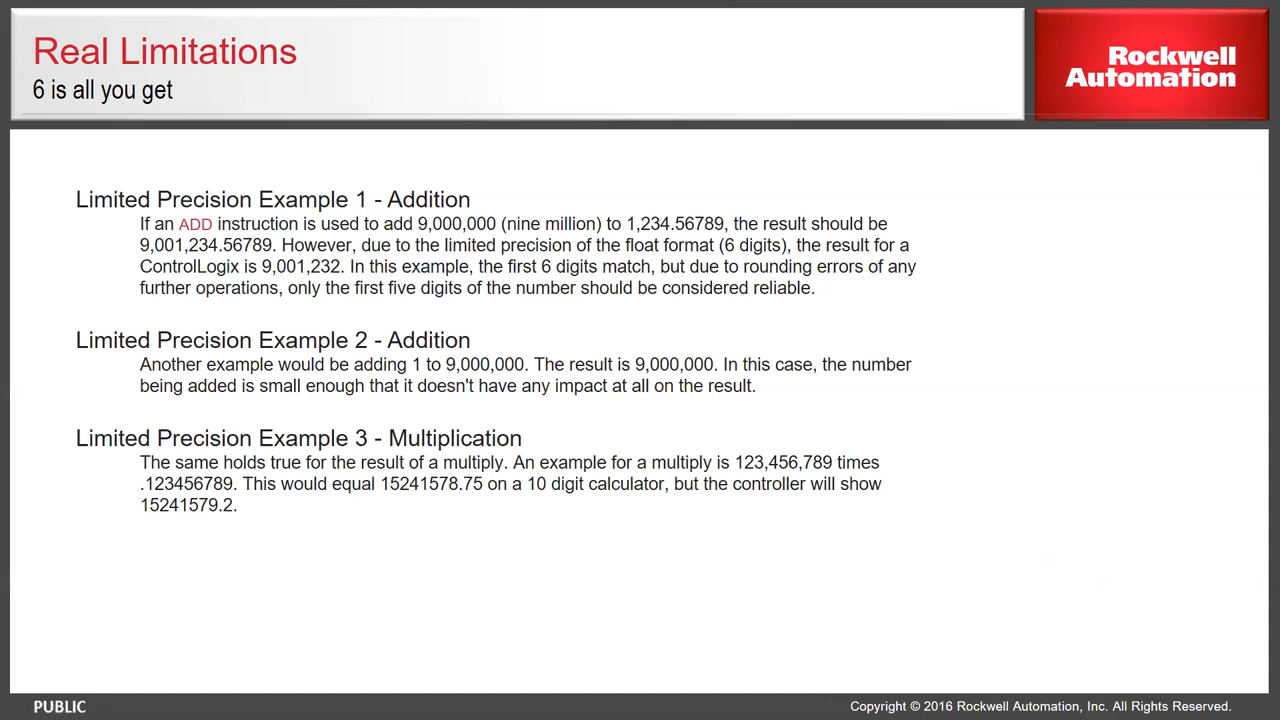 Real Limitations
6 is all you get
Rockwell
Automation
Limited Precision Example 1 - Addition
If an ADD instruction is used to add 9,000,000 (nine million) to 1,234.56789, the result should be
9,001,234.56789. However, due to the limited precision of the float format (6 digits), the result for a
ControlLogix is 9,001,232. In this example, the first 6 digits match, but due to rounding errors of any
further operations, only the first five digits of the number should be considered reliable.
Limited Precision Example 2 - Addition
Another example would be adding 1 to 9,000,000. The result is 9,000,000. In this case, the number
being added is small enough that it doesn't have any impact at all on the result.
Limited Precision Example 3 - Multiplication
The same holds true for the result of a multiply. An example for a multiply is 123,456,789 times
.123456789. This would equal 15241578.75 on a 10 digit calculator, but the controller will show
15241579.2.
PUBLIC
Copyright © 2016 Rockwell Automation, Inc. All Rights Reserved.